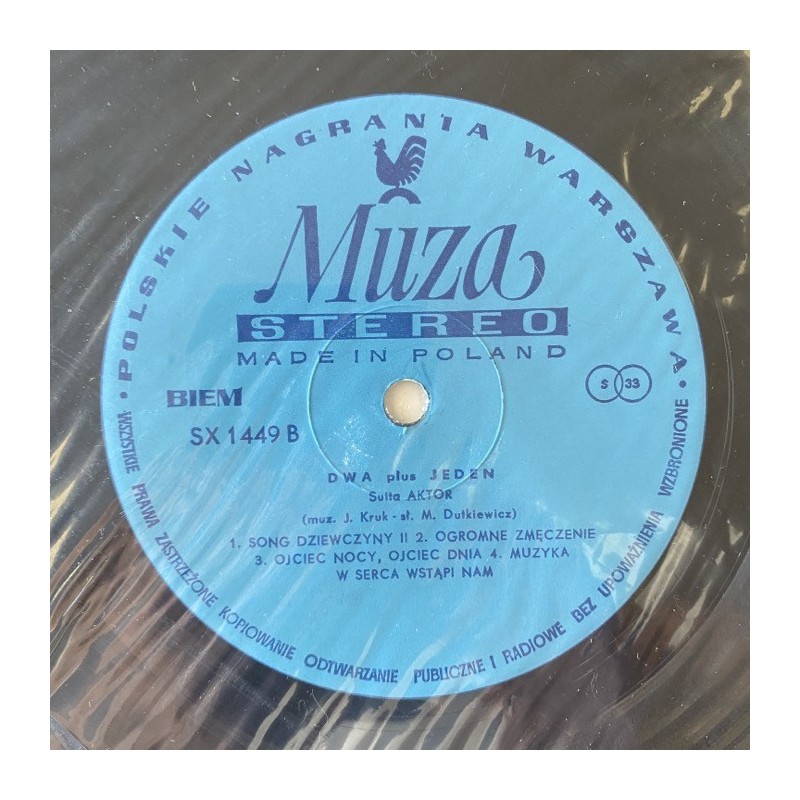 • POLSKIE NAGRANIA WARSZAWA •
Muza
STEREO
MADE IN POLAND
BIEM
S 33
SX 1449 B
DWA plus JEDEN
Suita AKTOR
(muz. J. Kruk - sł. M. Dutkiewicz)
1. SONG DZIEWCZYNY II 2. OGROMNE ZMĘCZENIE
3. OJCIEC NOCY, OJCIEC DNIA 4. MUZYKA
W SERCA WSTĄPI NAM
WSZYSTKIE PRAWA ZASTRZEŻONE KOPIOWANIE ODTWARZANIE PUBLICZNE I RADIOWE BEZ UPOWAŻNIENIA WZBRONIONE